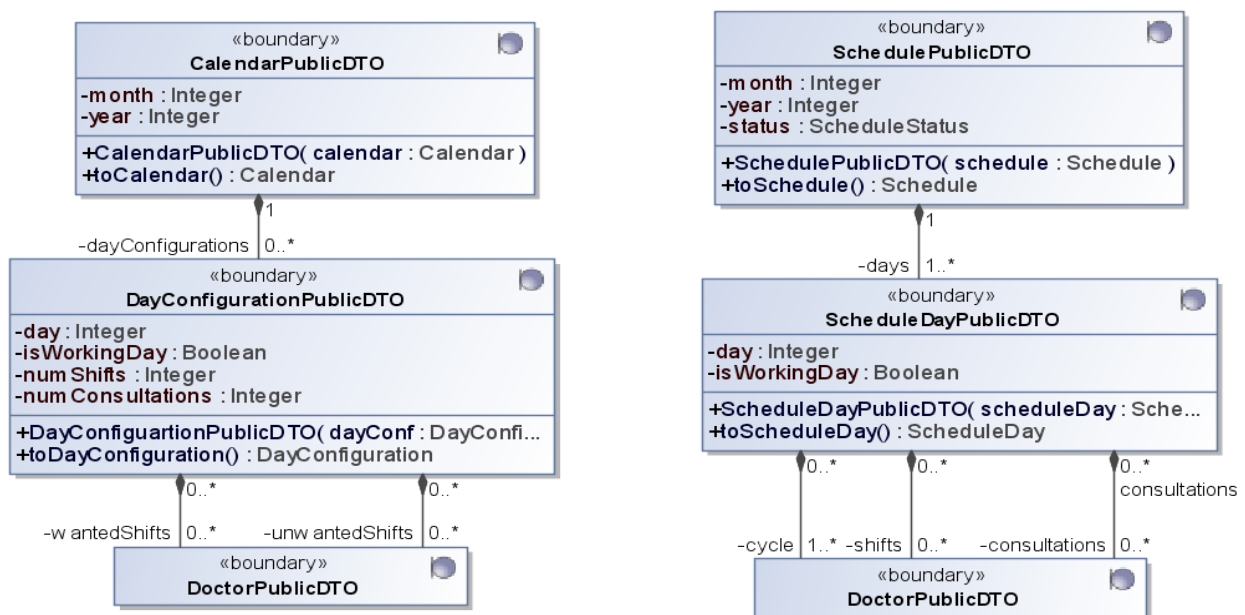 «boundary»
CalendarPublicDTO
-month : Integer
-year : Integer
+CalendarPublicDTO( calendar : Calendar )
+toCalendar() : Calendar
1
-dayConfigurations
0..*
«boundary»
DayConfigurationPublicDTO
-day : Integer
-isWorkingDay : Boolean
-numShifts : Integer
-numConsultations : Integer
+DayConfiguartionPublicDTO( dayConf : DayConfi...
+toDayConfiguration() : DayConfiguration
0..*
0..*
-wantedShifts
0..*
-unwantedShifts
0..*
«boundary»
DoctorPublicDTO
«boundary»
SchedulePublicDTO
-month : Integer
-year : Integer
-status : ScheduleStatus
+SchedulePublicDTO( schedule : Schedule )
+toSchedule() : Schedule
1
-days
1..*
«boundary»
ScheduleDayPublicDTO
-day : Integer
-isWorkingDay : Boolean
+ScheduleDayPublicDTO( scheduleDay : Sche...
+toScheduleDay() : ScheduleDay
0..*
0..*
0..*
consultations
-cycle
1..*
-shifts
0..*
-consultations
0..*
«boundary»
DoctorPublicDTO